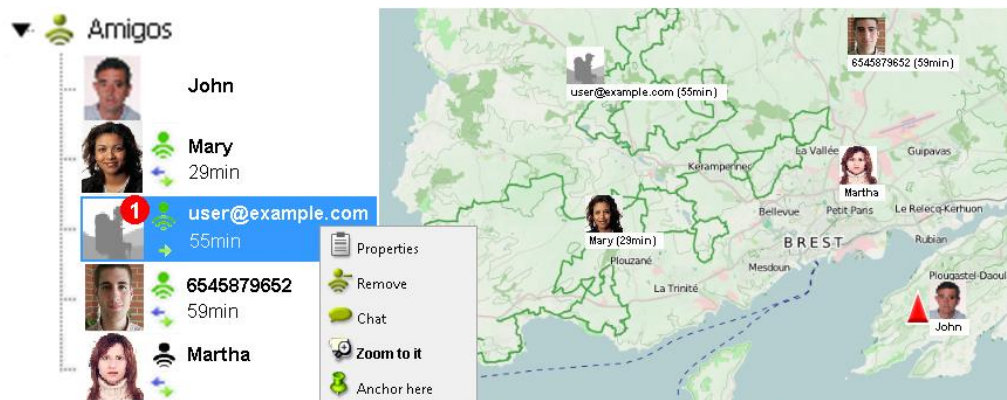 Amigos
John
Mary
29min
1
user@example.com
55min
6545879652
59min
Martha
Properties
Remove
Chat
Zoom to it
Anchor here
6545879652 (59min)
user@example.com (55min)
La Vallée
Guipavas
Kerampennec
Martha
Bellevue
Petit Paris
Le Relecq-Kerhuon
Mary (29min)
BREST
Rubian
Plouzané
Mesdoun
Plougastel-Daoul
La Trinité
John